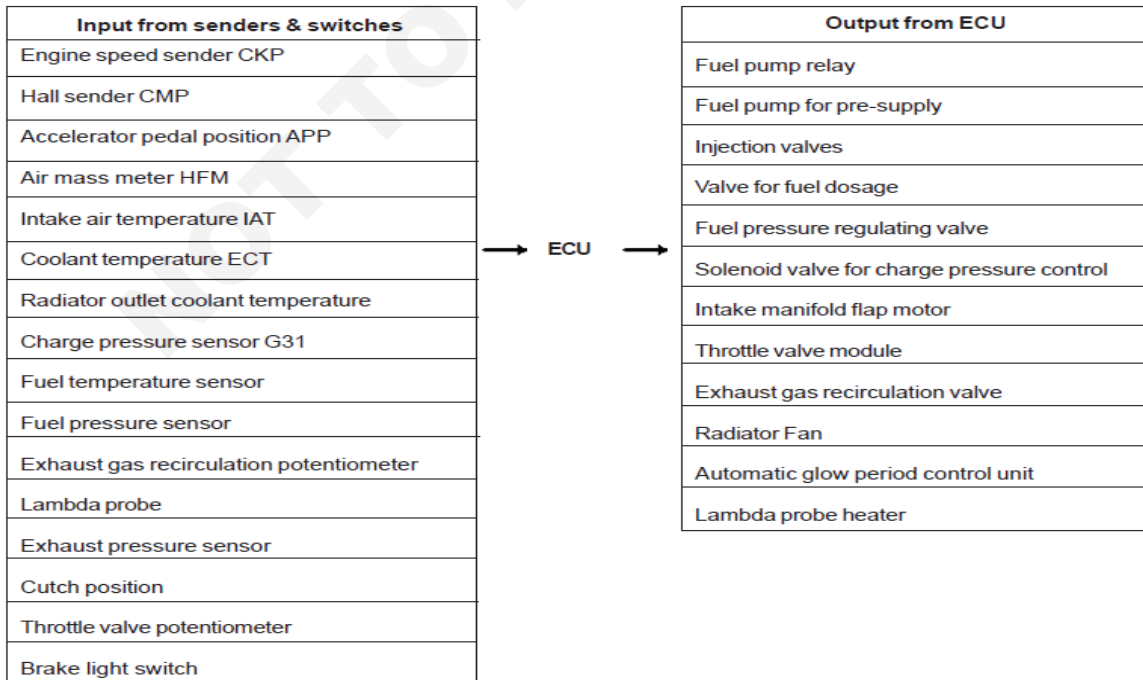 Input from senders & switches
Engine speed sender CKP
Hall sender CMP
Accelerator pedal position APP
Air mass meter HFM
Intake air temperature IAT
Coolant temperature ECT
Radiator outlet coolant temperature
Charge pressure sensor G31
Fuel temperature sensor
Fuel pressure sensor
Exhaust gas recirculation potentiometer
Lambda probe
Exhaust pressure sensor
Cutch position
Throttle valve potentiometer
Brake light switch
ECU
Output from ECU
Fuel pump relay
Fuel pump for pre-supply
Injection valves
Valve for fuel dosage
Fuel pressure regulating valve
Solenoid valve for charge pressure control
Intake manifold flap motor
Throttle valve module
Exhaust gas recirculation valve
Radiator Fan
Automatic glow period control unit
Lambda probe heater
NOT TO